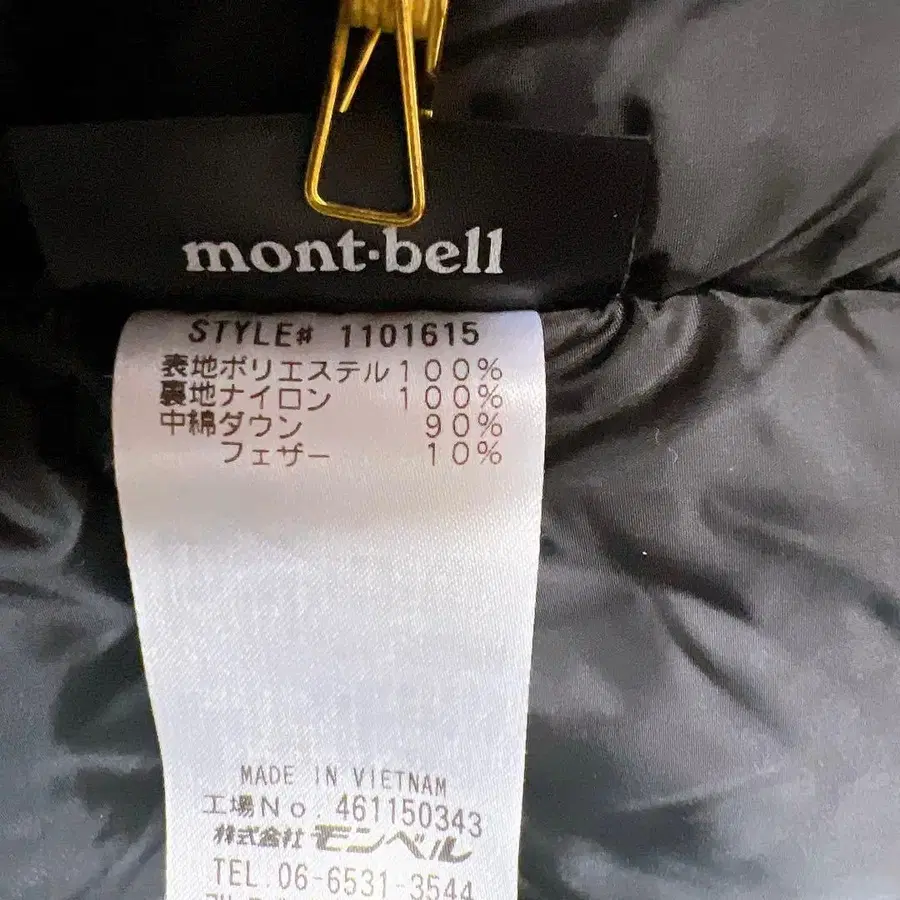 mont·bell
STYLE# 1101615
表地ポリエステル100%
裏地ナイロン 100%
中綿ダウン 90%
フェザー 10%
MADE IN VIETNAM
工場No. 461150343
株式会社 モンベル
TEL.06-6531-3544